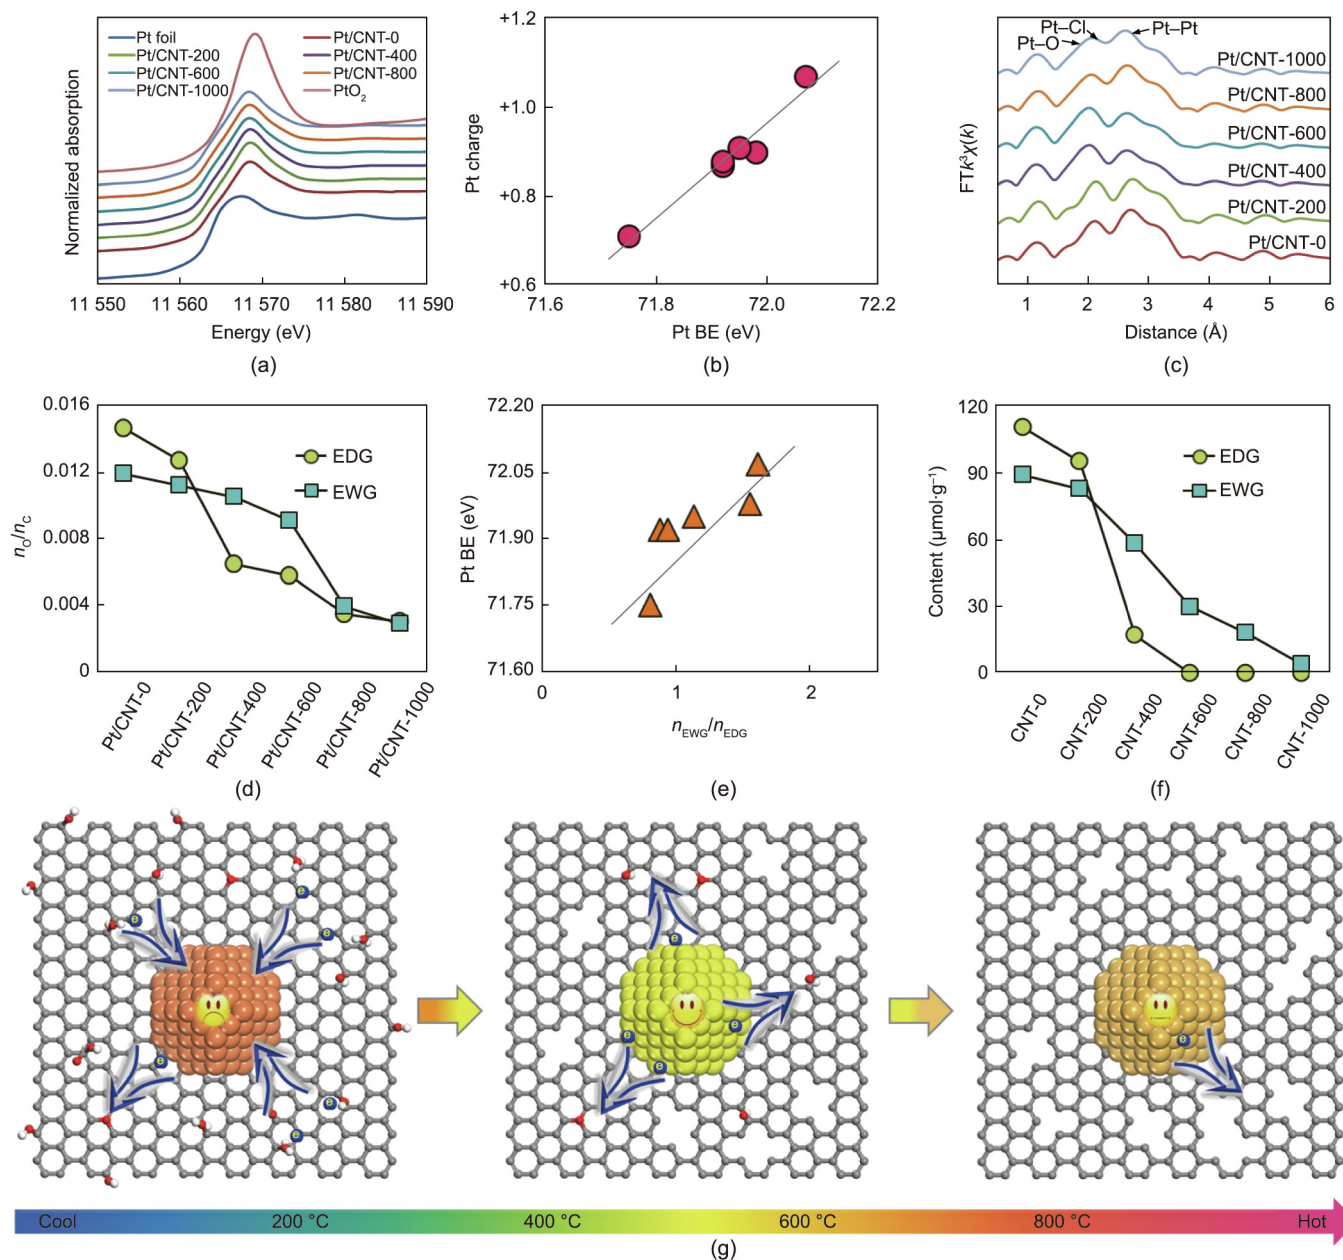 Pt foil
Pt/CNT-0
Pt/CNT-200
Pt/CNT-400
Pt/CNT-600
Pt/CNT-800
Pt/CNT-1000
PtO2
Normalized absorption
11 550
11 560
11 570
11 580
11 590
Energy (eV)
(a)
+1.2
+1.0
+0.8
+0.6
Pt charge
71.6
71.8
72.0
72.2
Pt BE (eV)
(b)
Pt–O
Pt–Cl
Pt–Pt
Pt/CNT-1000
Pt/CNT-800
Pt/CNT-600
Pt/CNT-400
Pt/CNT-200
Pt/CNT-0
FTk³χ(k)
1
2
3
4
5
6
Distance (Å)
(c)
0.016
0.012
0.008
0.004
0
nO/nC
EDG
EWG
Pt/CNT-0
Pt/CNT-200
Pt/CNT-400
Pt/CNT-600
Pt/CNT-800
Pt/CNT-1000
(d)
72.20
72.05
71.90
71.75
71.60
Pt BE (eV)
0
1
2
nEWG/nEDG
(e)
120
90
60
30
0
Content (μmol·g⁻¹)
EDG
EWG
CNT-0
CNT-200
CNT-400
CNT-600
CNT-800
CNT-1000
(f)
e
e
e
e
e
e
e
e
e
e
e
e
Cool
200 °C
400 °C
600 °C
800 °C
Hot
(g)